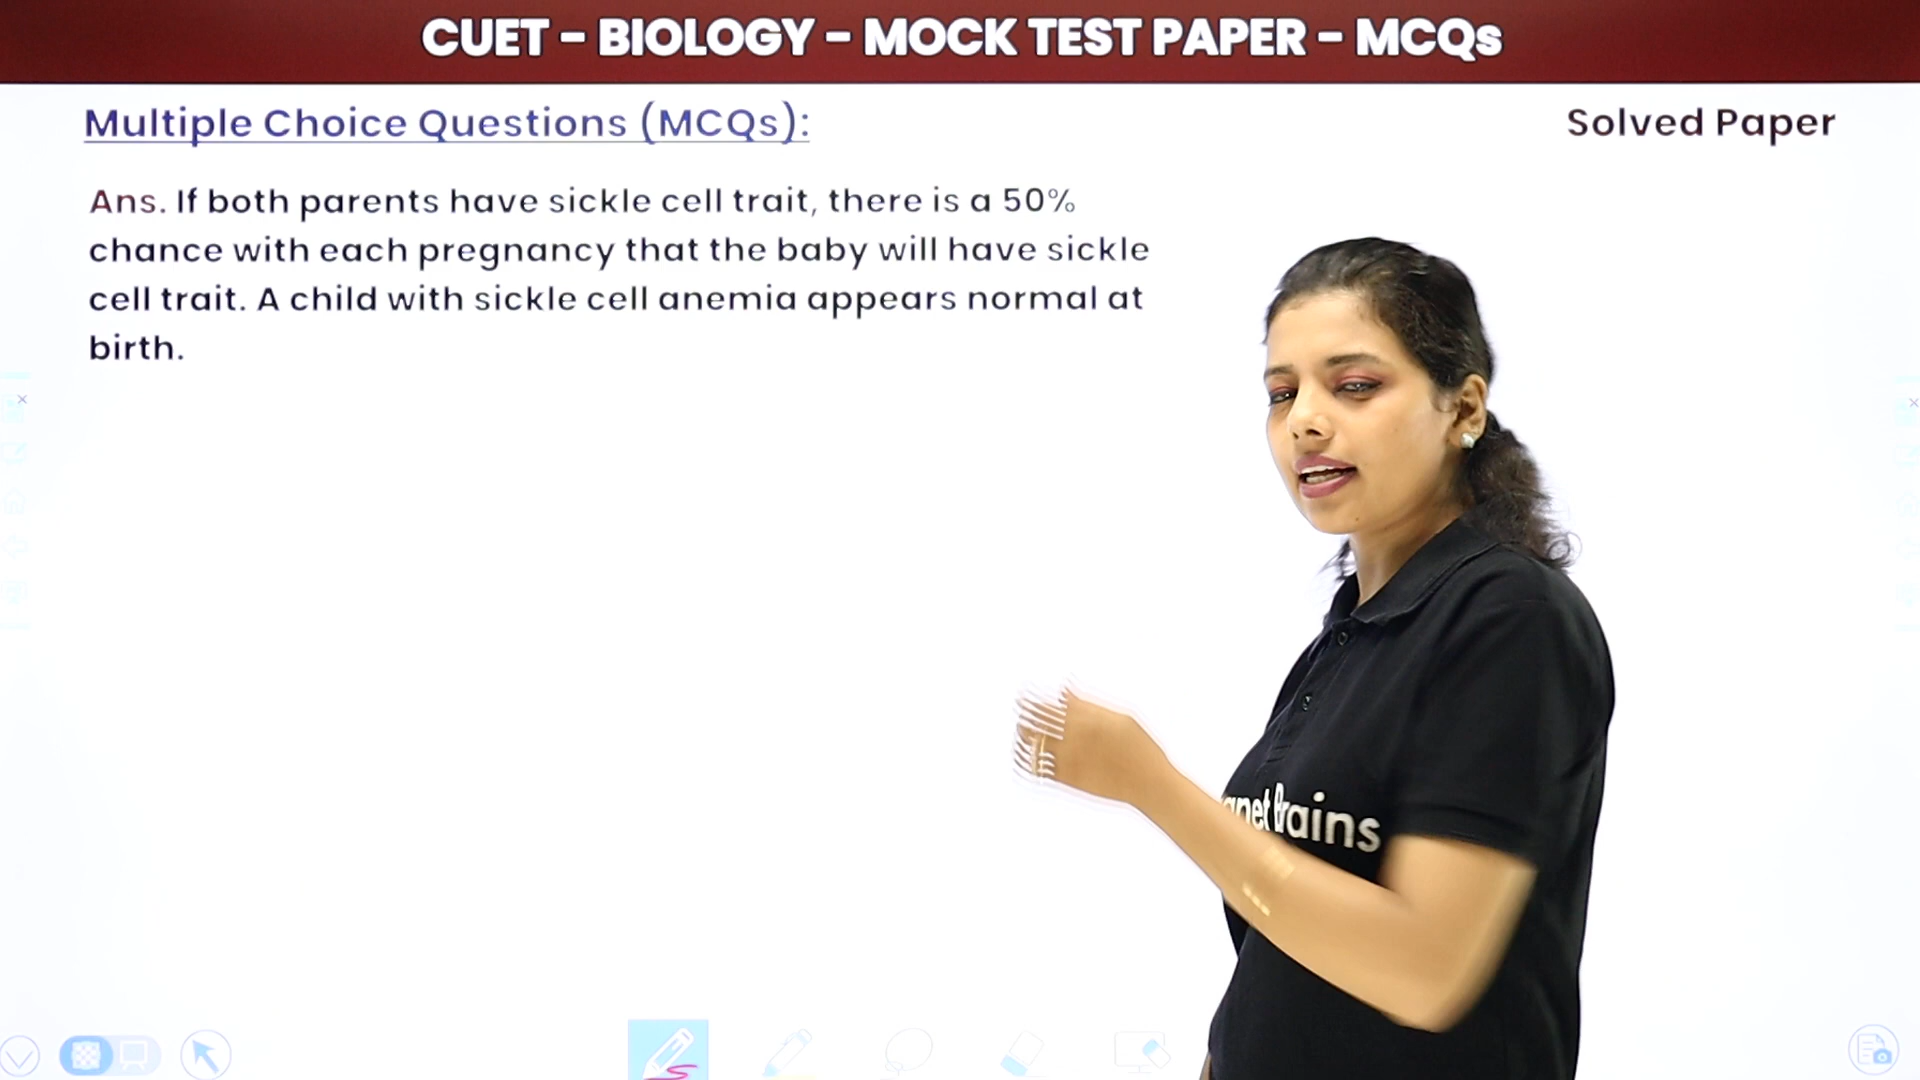 CUET - BIOLOGY - MOCK TEST PAPER - MCQs
Multiple Choice Questions (MCQs):
Solved Paper
Ans. If both parents have sickle cell trait, there is a 50%
chance with each pregnancy that the baby will have sickle
cell trait. A child with sickle cell anemia appears normal at
birth.
anet Brains